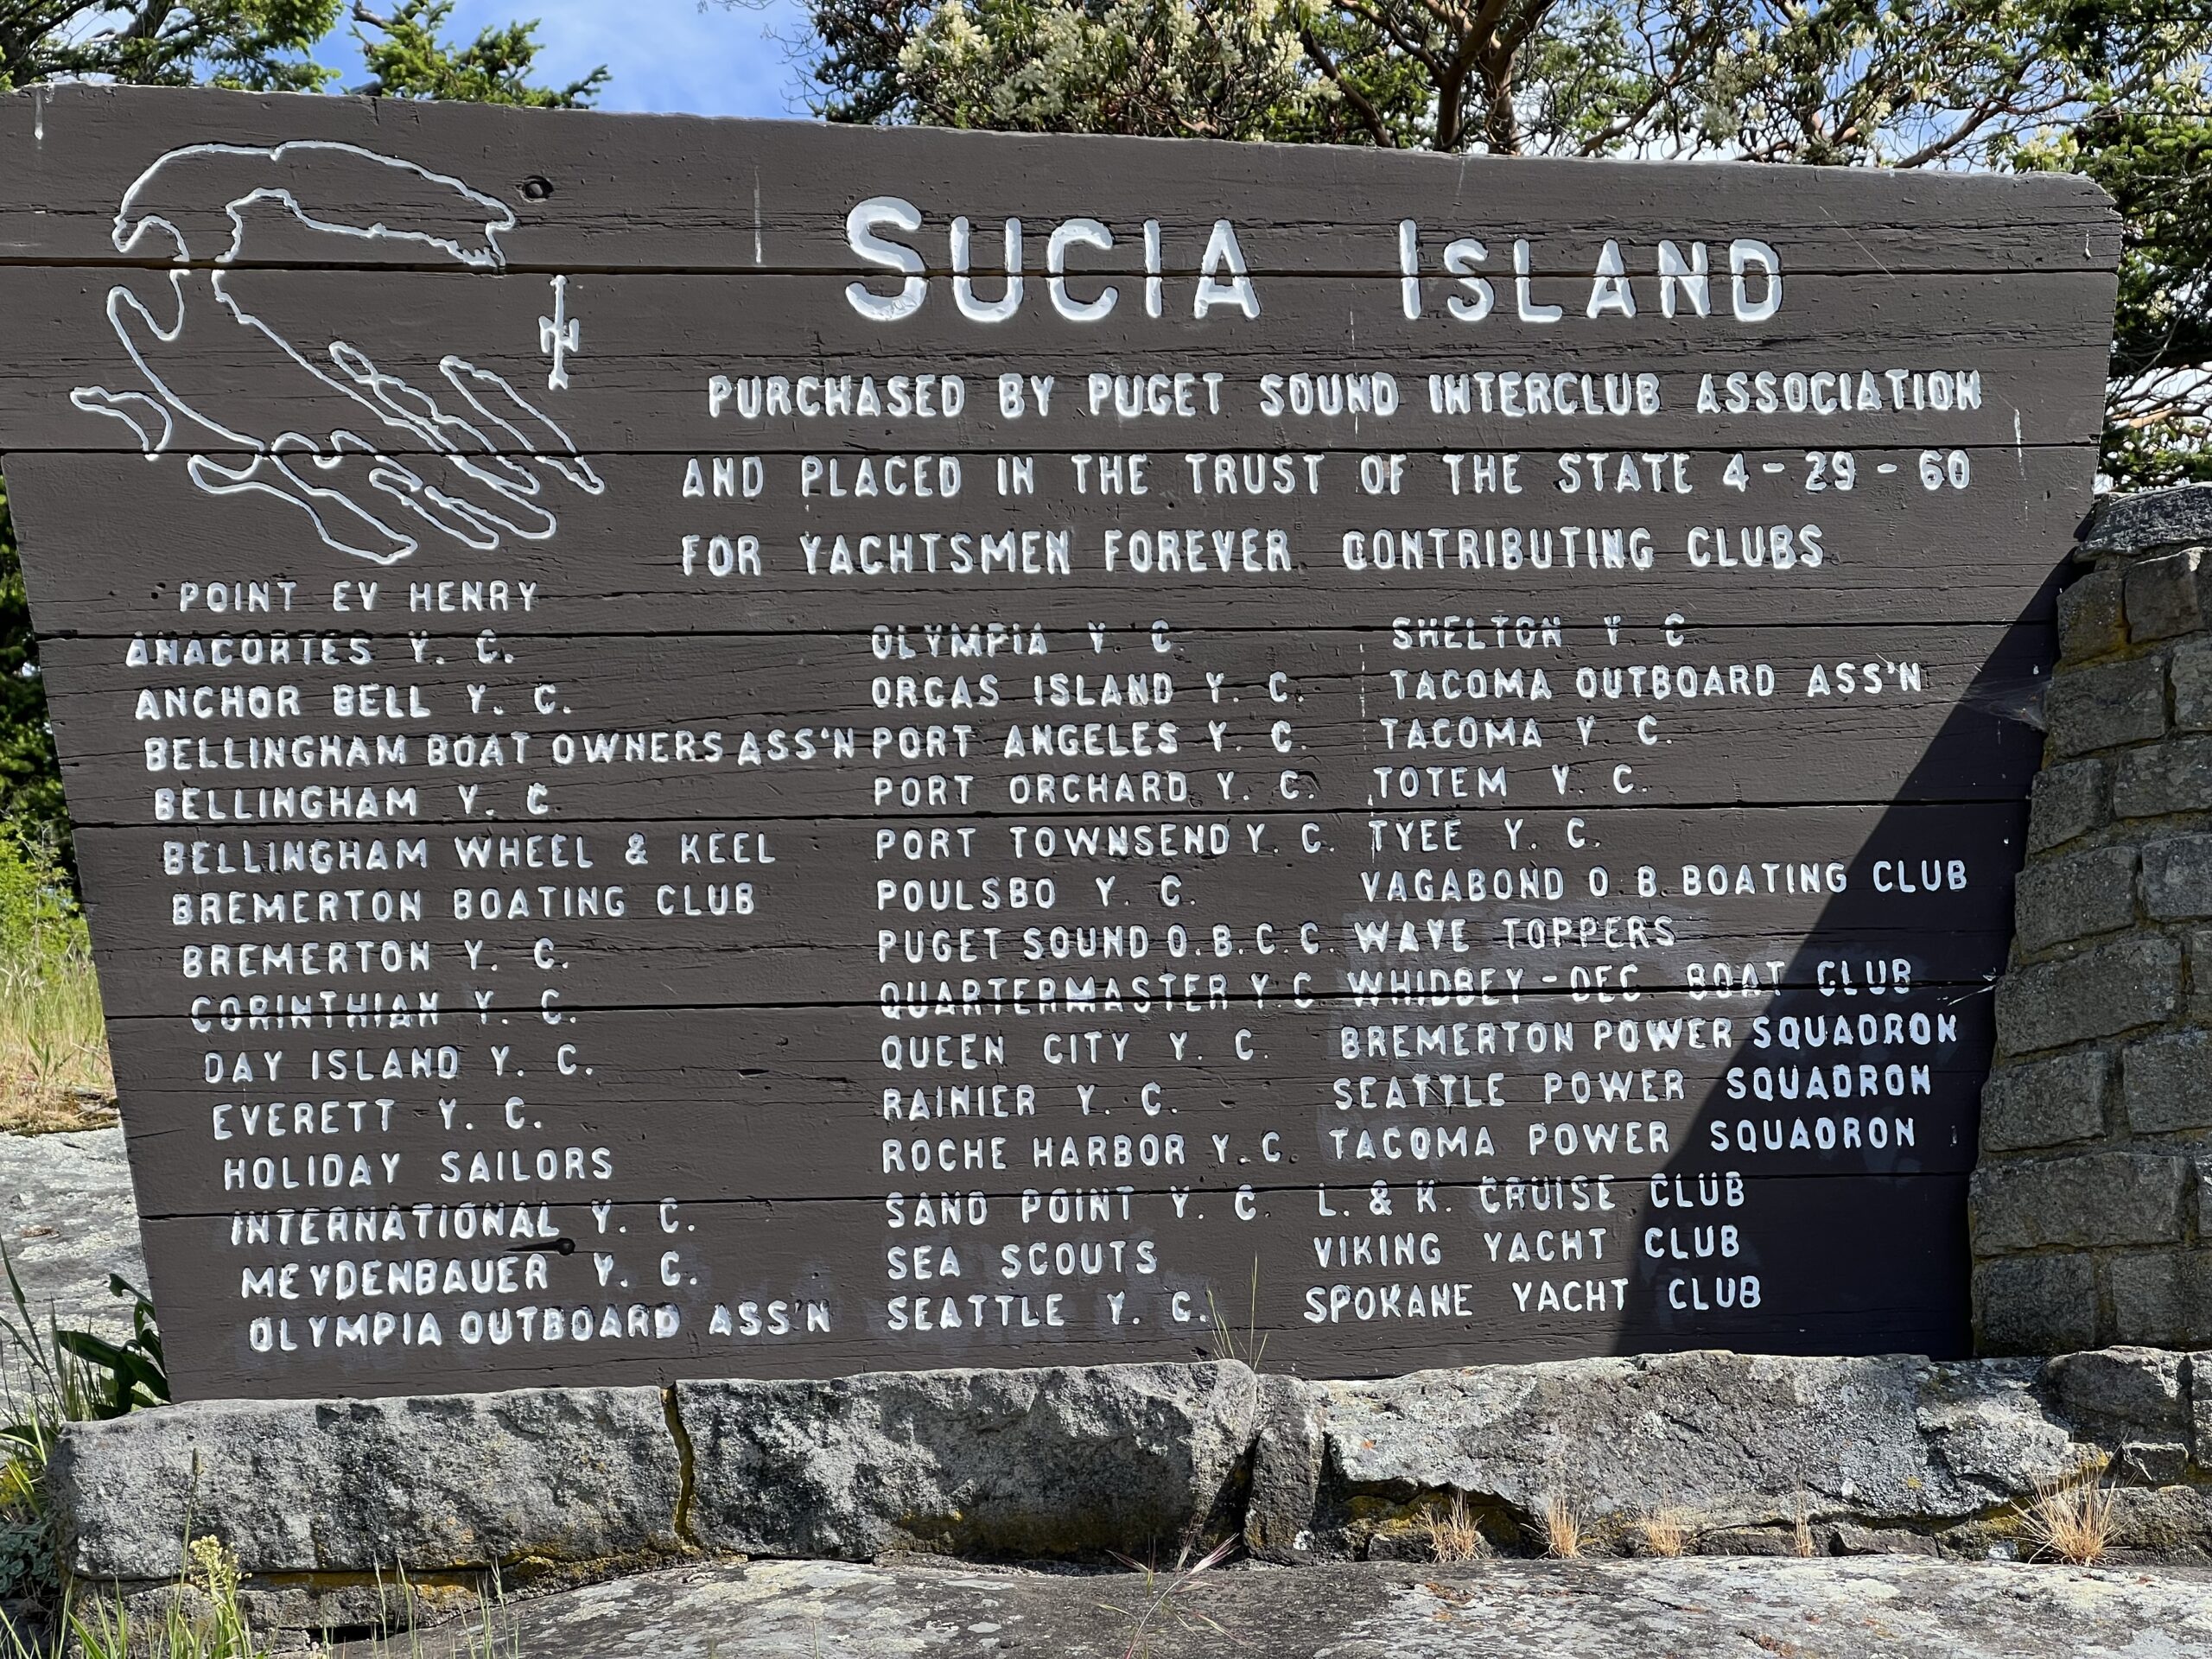 SUCIA ISLAND
PURCHASED BY PUGET SOUND INTERCLUB ASSOCIATION
AND PLACED IN THE TRUST OF THE STATE 4-29-60
FOR YACHTSMEN FOREVER. CONTRIBUTING CLUBS
N
POINT EV HENRY
ANACORTES Y. C.
ANCHOR BELL Y. C.
BELLINGHAM BOAT OWNERS ASS'N
BELLINGHAM Y. C
BELLINGHAM WHEEL & KEEL
BREMERTON BOATING CLUB
BREMERTON Y. C.
CORINTHIAN Y. C.
DAY ISLAND Y. C.
EVERETT Y. C.
HOLIDAY SAILORS
INTERNATIONAL Y. C.
MEYDENBAUER Y. C.
OLYMPIA OUTBOARD ASS'N
OLYMPIA Y C.
ORCAS ISLAND Y. C.
PORT ANGELES Y. C.
PORT ORCHARD Y. C.
PORT TOWNSEND Y. C.
POULSBO Y. C.
PUGET SOUND O.B.C.C.
QUARTERMASTER Y.C
QUEEN CITY Y. C.
RAINIER Y. C.
ROCHE HARBOR Y. C.
SAND POINT Y. C.
SEA SCOUTS
SEATTLE Y. C.
SHELTON Y. C
TACOMA OUTBOARD ASS'N
TACOMA Y C.
TOTEM Y. C.
TYEE Y. C.
VAGABOND O. B. BOATING CLUB
WAVE TOPPERS
WHIDBEY-DEC. BOAT CLUB
BREMERTON POWER SQUADRON
SEATTLE POWER SQUADRON
TACOMA POWER SQUADRON
L. & K. CRUISE CLUB
VIKING YACHT CLUB
SPOKANE YACHT CLUB